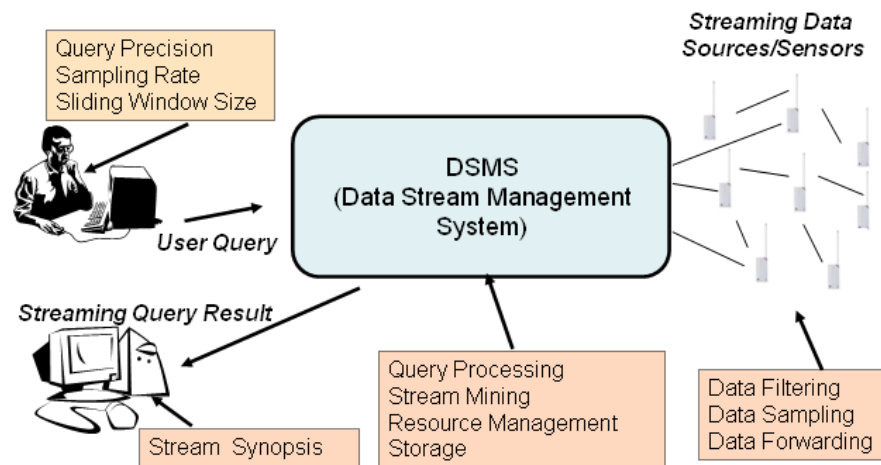 Streaming Data
Sources/Sensors
Query Precision
Sampling Rate
Sliding Window Size
DSMS
(Data Stream Management
System)
User Query
Streaming Query Result
Query Processing
Stream Mining
Resource Management
Storage
Data Filtering
Data Sampling
Data Forwarding
Stream Synopsis